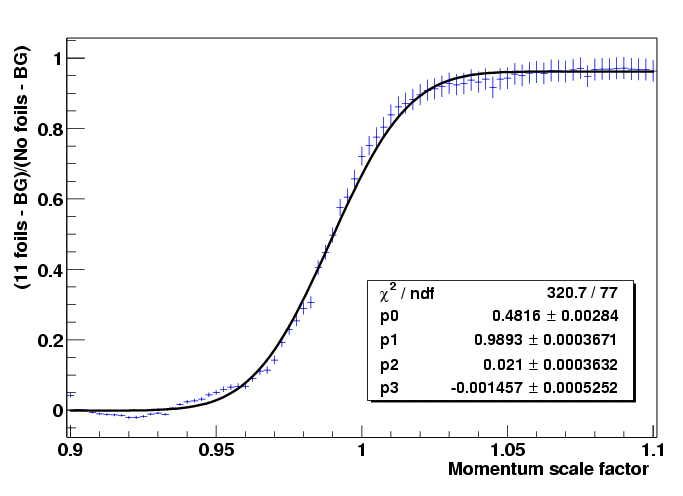 (11 foils - BG)/(No foils - BG)
1
0.8
0.6
0.4
0.2
0
χ2 / ndf 320.7 / 77
p0 0.4816 ± 0.00284
p1 0.9893 ± 0.0003671
p2 0.021 ± 0.0003632
p3 -0.001457 ± 0.0005252
0.9 0.95 1 1.05 1.1
Momentum scale factor